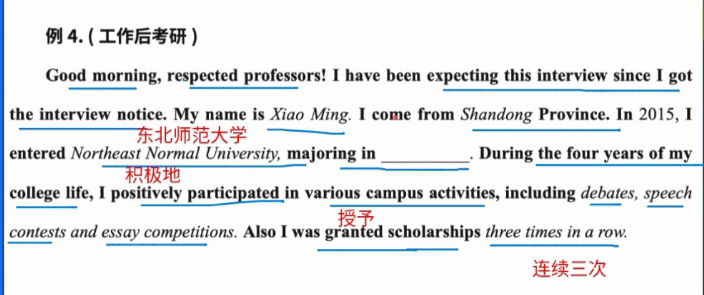 例 4. ( 工作后考研 )
Good morning, respected professors! I have been expecting this interview since I got
the interview notice. My name is Xiao Ming. I come from Shandong Province. In 2015, I
东北师范大学
entered Northeast Normal University, majoring in ________. During the four years of my
积极地
college life, I positively participated in various campus activities, including debates, speech
授予
contests and essay competitions. Also I was granted scholarships three times in a row.
连续三次